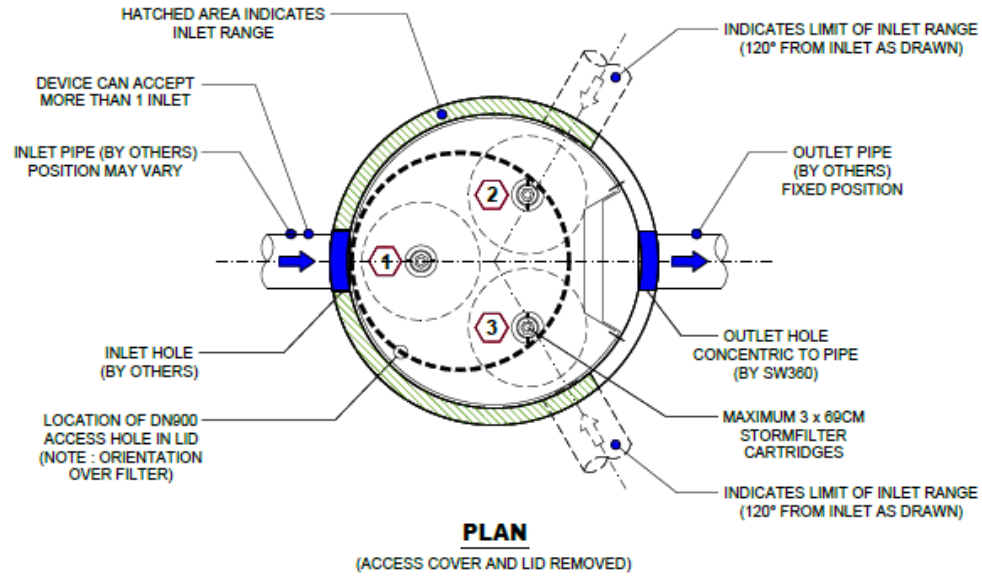 HATCHED AREA INDICATES
INLET RANGE
DEVICE CAN ACCEPT
MORE THAN 1 INLET
INLET PIPE (BY OTHERS)
POSITION MAY VARY
INLET HOLE
(BY OTHERS)
LOCATION OF DN900
ACCESS HOLE IN LID
(NOTE : ORIENTATION
OVER FILTER)
1
2
3
INDICATES LIMIT OF INLET RANGE
(120° FROM INLET AS DRAWN)
OUTLET PIPE
(BY OTHERS)
FIXED POSITION
OUTLET HOLE
CONCENTRIC TO PIPE
(BY SW360)
MAXIMUM 3 x 69CM
STORMFILTER
CARTRIDGES
INDICATES LIMIT OF INLET RANGE
(120° FROM INLET AS DRAWN)
PLAN
(ACCESS COVER AND LID REMOVED)